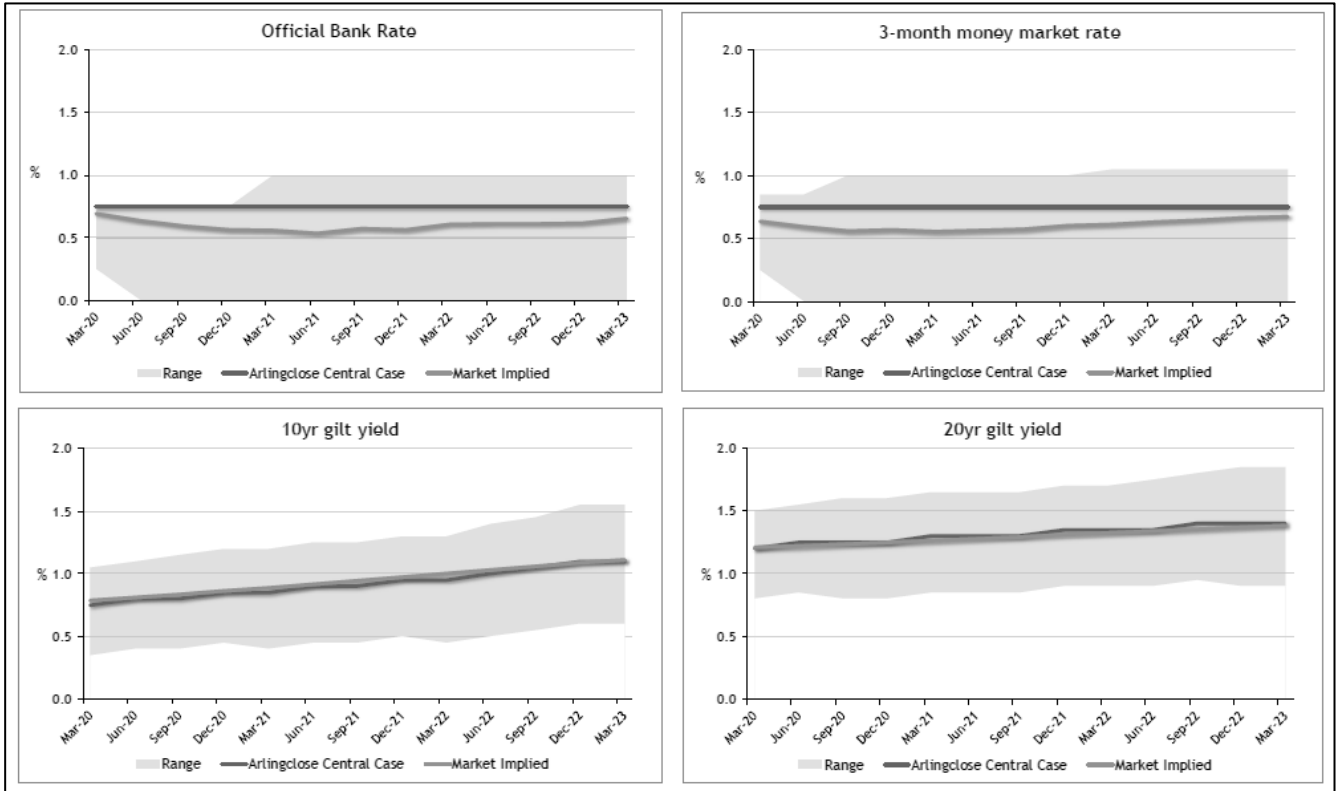 Official Bank Rate
2.0
1.5
1.0
%
0.5
0.0
Mar-20 Jun-20 Sep-20 Dec-20 Mar-21 Jun-21 Sep-21 Dec-21 Mar-22 Jun-22 Sep-22 Dec-22 Mar-23
Range Arlingclose Central Case Market Implied
3-month money market rate
2.0
1.5
1.0
%
0.5
0.0
Mar-20 Jun-20 Sep-20 Dec-20 Mar-21 Jun-21 Sep-21 Dec-21 Mar-22 Jun-22 Sep-22 Dec-22 Mar-23
Range Arlingclose Central Case Market Implied
10yr gilt yield
2.0
1.5
1.0
%
0.5
0.0
Mar-20 Jun-20 Sep-20 Dec-20 Mar-21 Jun-21 Sep-21 Dec-21 Mar-22 Jun-22 Sep-22 Dec-22 Mar-23
Range Arlingclose Central Case Market Implied
20yr gilt yield
2.0
1.5
1.0
%
0.5
0.0
Mar-20 Jun-20 Sep-20 Dec-20 Mar-21 Jun-21 Sep-21 Dec-21 Mar-22 Jun-22 Sep-22 Dec-22 Mar-23
Range Arlingclose Central Case Market Implied